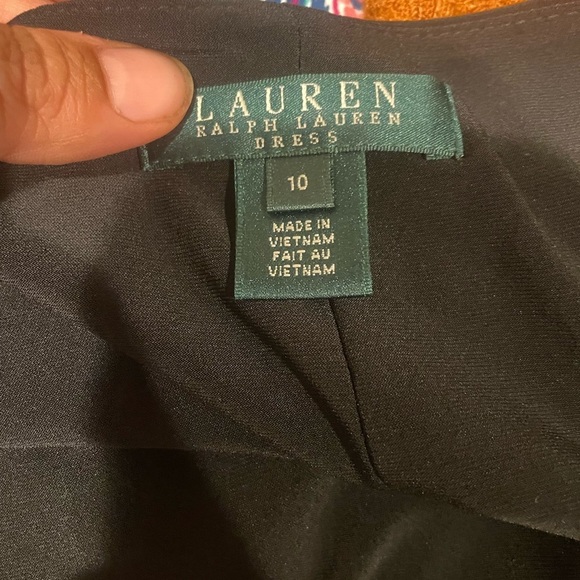 LAUREN
RALPH LAUREN
DRESS
10
MADE IN
VIETNAM
FAIT AU
VIETNAM